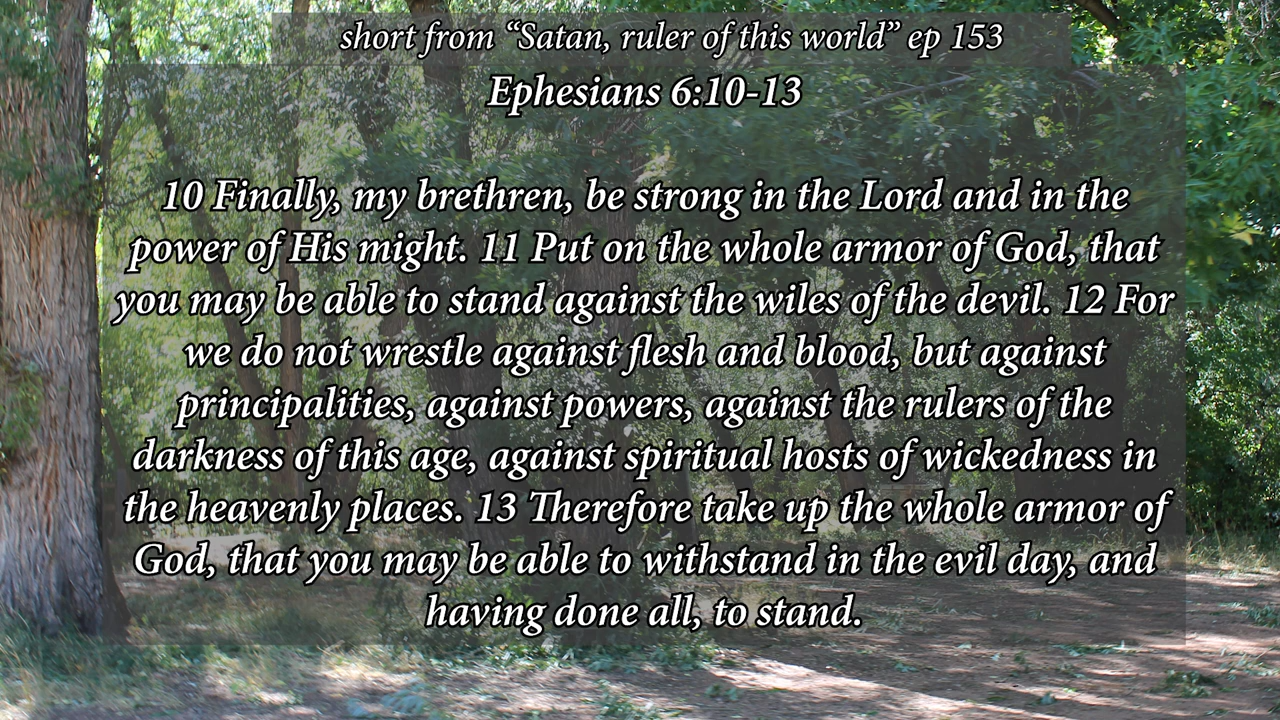 short from “Satan, ruler of this world” ep 153
Ephesians 6:10-13
10 Finally, my brethren, be strong in the Lord and in the
power of His might. 11 Put on the whole armor of God, that
you may be able to stand against the wiles of the devil. 12 For
we do not wrestle against flesh and blood, but against
principalities, against powers, against the rulers of the
darkness of this age, against spiritual hosts of wickedness in
the heavenly places. 13 Therefore take up the whole armor of
God, that you may be able to withstand in the evil day, and
having done all, to stand.